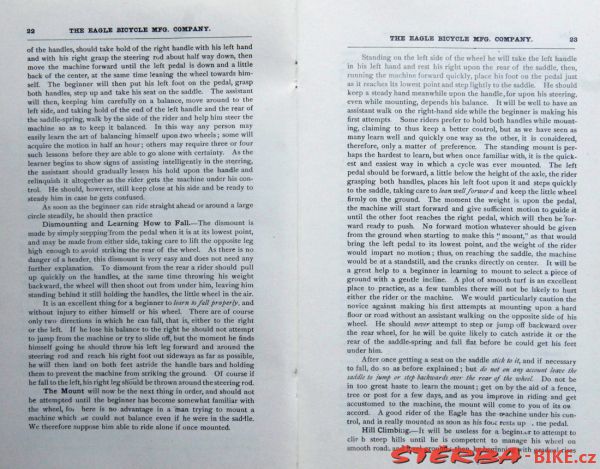 22 THE EAGLE BICYCLE MFG. COMPANY.
of the handles, should take hold of the right handle with his left hand
and with his right grasp the steering rod about half way down, then
move the machine forward until the left pedal is down and a little
back of the center, at the same time leaning the wheel towards him-
self. The beginner will then put his left foot on the pedal, grasp
both handles, step up and take his seat on the saddle. The assistant
will then, keeping him carefully on a balance, move around to the
left side, and taking hold of the end of the left handle and the rear of
the saddle-spring, walk by the side of the rider and help him steer the
machine so as to keep it balanced. In this way any person may
easily learn the art of balancing himself upon two wheels; some will
acquire the motion in half an hour; others may require three or four
such lessons before they are able to go along with certainty. As the
learner begins to show signs of assisting intelligently in the steering,
the assistant should gradually lessen his hold upon the handle and
relinquish it altogether as the rider gets the machine under his con-
trol. He should, however, still keep close at his side and be ready to
steady him in case he gets confused.
As soon as the beginner can ride straight ahead or around a large
circle steadily, he should then practice
Dismounting and Learning How to Fall.—The dismount is
made by simply stepping from the pedal when it is at its lowest point,
and may be made from either side, taking care to lift the opposite leg
high enough to avoid striking the rear of the wheel. As there is no
danger of a header, this dismount is very easy and does not need any
further explanation. To dismount from the rear a rider should pull
up quickly on the handles, at the same time throwing his weight
backward, the wheel will then shoot out from under him, leaving him
standing behind it still holding the handles, the little wheel in the air.
It is an excellent thing for a beginner to learn to fall properly, and
without injury to either himself or his wheel. There are of course
only two directions in which he can fall, that is, either to the right
or the left. If he lose his balance to the right he should not attempt
to jump from the machine or try to slide off, but the moment he finds
himself going he should throw his left leg forward and around the
steering rod and reach his right foot out sideways as far as possible,
he will then land on both feet astride the handle bars and holding
them to prevent the machine from striking the ground. Of course if
he fall to the left, his right leg should be thrown around the steering rod.
The Mount will now be the next thing in order, and should not
be attempted until the beginner has become somewhat familiar with
the wheel, for there is no advantage in a man trying to mount a
machine which he could not balance even if he were in the saddle.
We therefore suppose him able to ride alone if once mounted.
THE EAGLE BICYCLE MFG. COMPANY. 23
Standing on the left side of the wheel he will take the left handle
in his left hand and rest his right upon the rear of the saddle, then,
running the machine forward quickly, place his foot on the pedal just
as it reaches its lowest point and step lightly to the saddle. He should
keep a steady hand meanwhile upon the handle, for upon his steering,
even while mounting, depends his balance. It will be well to have an
assistant walk on the right-hand side while the beginner is making his
first attempts. Some riders prefer to hold both handles while mount-
ing, claiming to thus keep a better control, but as we have seen as
many learn well and quickly one way as the other, it is considered,
therefore, only a matter of preference. The standing mount is per-
haps the hardest to learn, but when once familiar with it, is the quick-
est and easiest way in which a cycle was ever mounted. The left
pedal should be forward, a little below the height of the axle, the rider
grasping both handles, places his left foot upon it and steps quickly
to the saddle, taking care to lean well forward and keep the little wheel
firmly on the ground. The moment the weight is upon the pedal,
the machine will start forward and give sufficient motion to guide it
until the other foot reaches the right pedal, which will then be for-
ward ready to push. No forward motion whatever should be given
from the ground when starting to make this "mount," as that would
bring the left pedal to its lowest point, and the weight of the rider
would impart no motion; thus, on reaching the saddle, the machine
would be at a standstill, and the cranks directly on center. It will be
a great help to a beginner in learning to mount to select a piece of
ground with a gentle incline. A plot of smooth turf is an excellent
place to practice, as a few tumbles there will not be likely to hurt
either the rider or the machine. We would particularly caution the
novice against making his first attempts at mounting upon a hard
floor or road without an assistant walking on the opposite side of his
wheel. He should never attempt to step or jump off backward over
the rear wheel, for he will be quite likely to catch astride it or the
rear of the saddle-spring and fall flat before he could get his feet
under him.
After once getting a seat on the saddle stick to it, and if necessary
to fall, do so as before explained; but do not on any account leave the
saddle to jump or step backwards over the rear of the wheel. Do not be
in too great haste to learn the mount; get on by the aid of a fence,
tree or post for a few days, and as you improve in riding and get
accustomed to the machine, the mount will come to you of its own
accord. A good rider of the Eagle has the machine under his con-
trol, and is really mounted as soon as his foot rests up the pedal.
Hill Climbing.—It will be useless for a beginner to attempt to
climb steep hills until he is competent to manage his wheel on
smooth road, and
STERBA-BIKE.cz